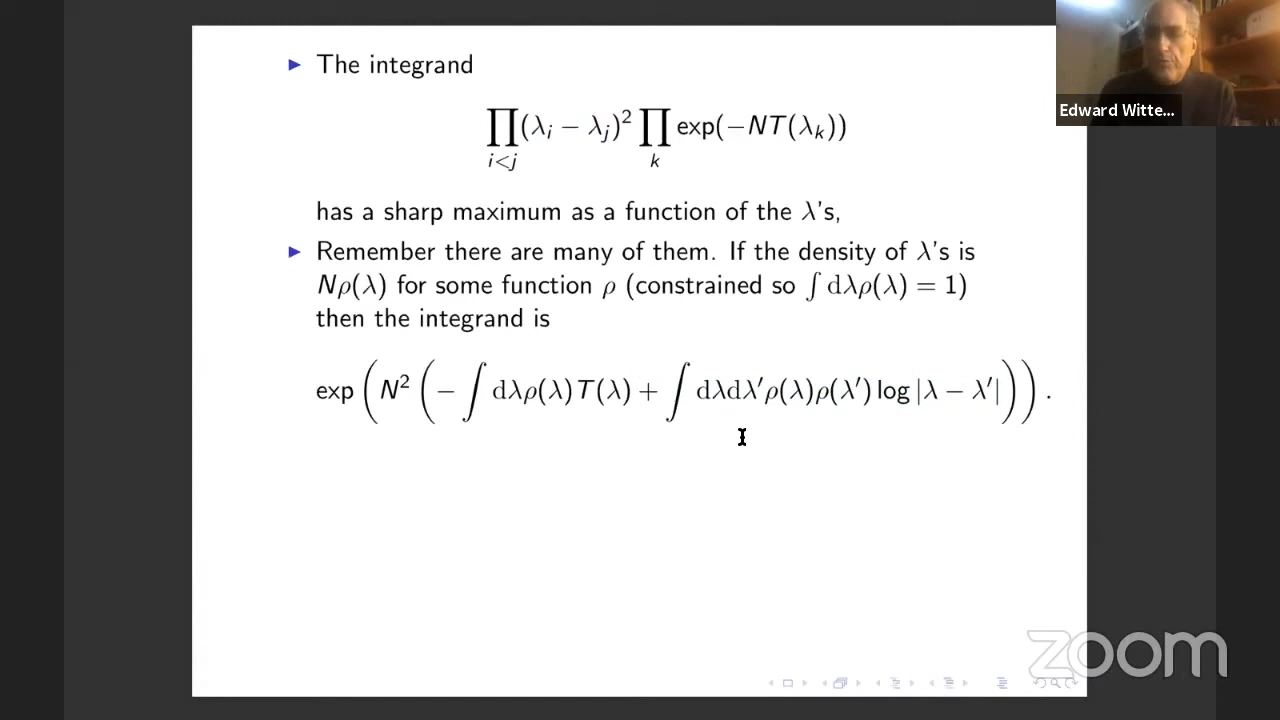 ▶ The integrand
∏_{i<j} (λ_i − λ_j)² ∏_k exp(−NT(λ_k))
has a sharp maximum as a function of the λ's,
▶ Remember there are many of them. If the density of λ's is
Nρ(λ) for some function ρ (constrained so ∫ dλρ(λ) = 1)
then the integrand is
exp ( N² ( − ∫ dλρ(λ)T(λ) + ∫ dλdλ′ρ(λ)ρ(λ′) log |λ − λ′| ) ) .
Edward Witte...
zoom